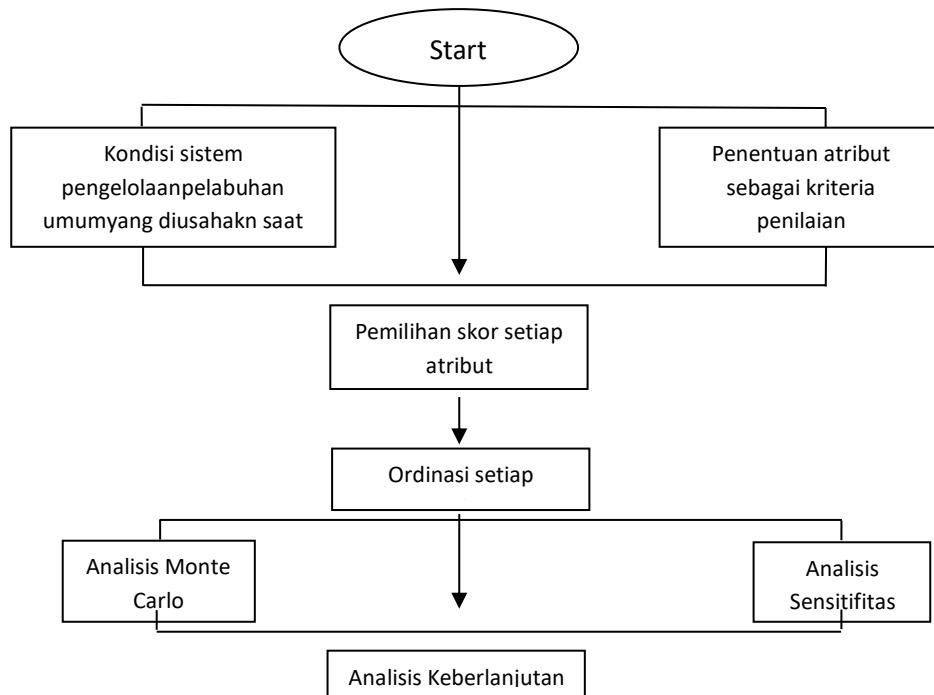 Start
Kondisi sistem
pengelolaanpelabuhan
umumyang diusahakn saat
Penentuan atribut
sebagai kriteria
penilaian
Pemilihan skor setiap
atribut
Ordinasi setiap
Analisis Monte
Carlo
Analisis
Sensitifitas
Analisis Keberlanjutan